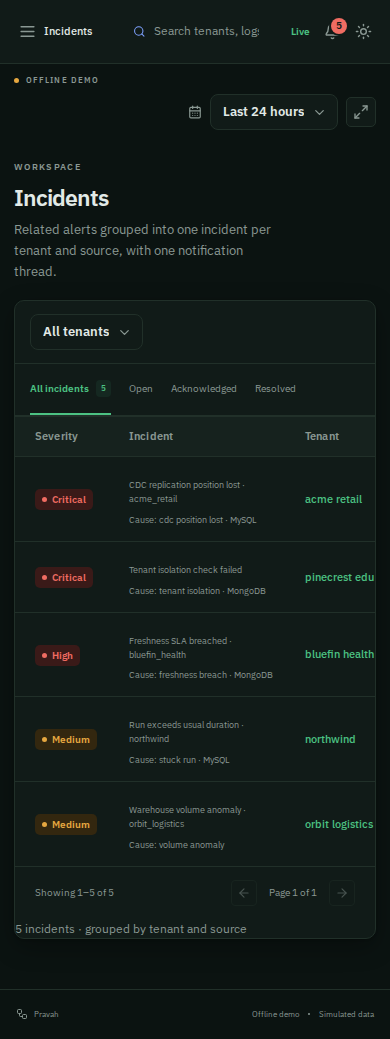 Incidents
Search tenants, logs
Live
5
OFFLINE DEMO
Last 24 hours
WORKSPACE
Incidents
Related alerts grouped into one incident per
tenant and source, with one notification
thread.
All tenants
All incidents 5 Open Acknowledged Resolved
Severity Incident Tenant
Critical
CDC replication position lost ·
acme_retail
Cause: cdc position lost · MySQL
acme retail
Critical
Tenant isolation check failed
Cause: tenant isolation · MongoDB
pinecrest edu
High
Freshness SLA breached ·
bluefin_health
Cause: freshness breach · MongoDB
bluefin health
Medium
Run exceeds usual duration ·
northwind
Cause: stuck run · MySQL
northwind
Medium
Warehouse volume anomaly ·
orbit_logistics
Cause: volume anomaly
orbit logistics
Showing 1–5 of 5
Page 1 of 1
5 incidents · grouped by tenant and source
Pravah
Offline demo • Simulated data